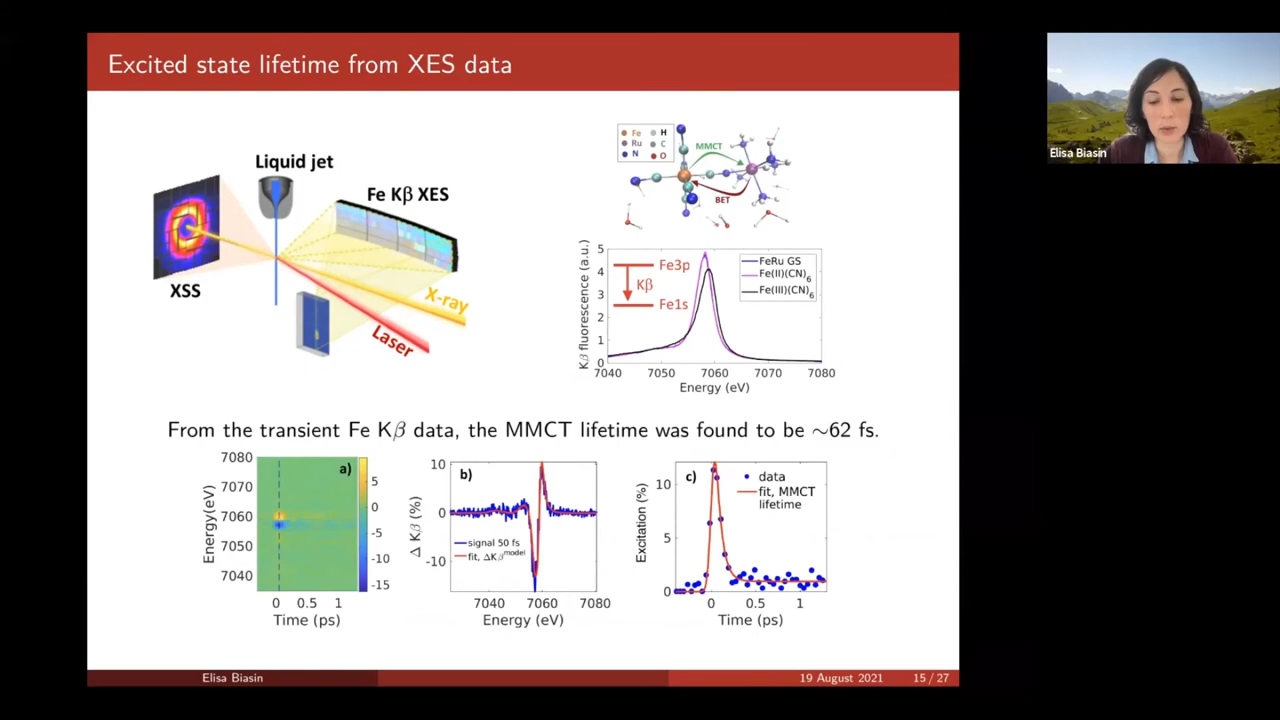 Excited state lifetime from XES data
Elisa Biasin
Liquid jet
Fe Kβ XES
XSS
X-ray
Laser
Fe
H
Ru
C
N
O
MMCT
BET
Kβ fluorescence (a.u.)
5
4
3
2
1
0
Fe3p
Kβ
Fe1s
FeRu GS
Fe(II)(CN)6
Fe(III)(CN)6
7040 7050 7060 7070 7080
Energy (eV)
From the transient Fe Kβ data, the MMCT lifetime was found to be ~62 fs.
a)
Energy(eV)
7080
7070
7060
7050
7040
0 0.5 1
Time (ps)
5
0
-5
-10
-15
b)
Δ Kβ (%)
10
0
-10
signal 50 fs
fit, ΔKβmodel
7040 7060 7080
Energy (eV)
c)
Excitation (%)
10
5
0
data
fit, MMCT
lifetime
0 0.5 1
Time (ps)
Elisa Biasin
19 August 2021
15 / 27